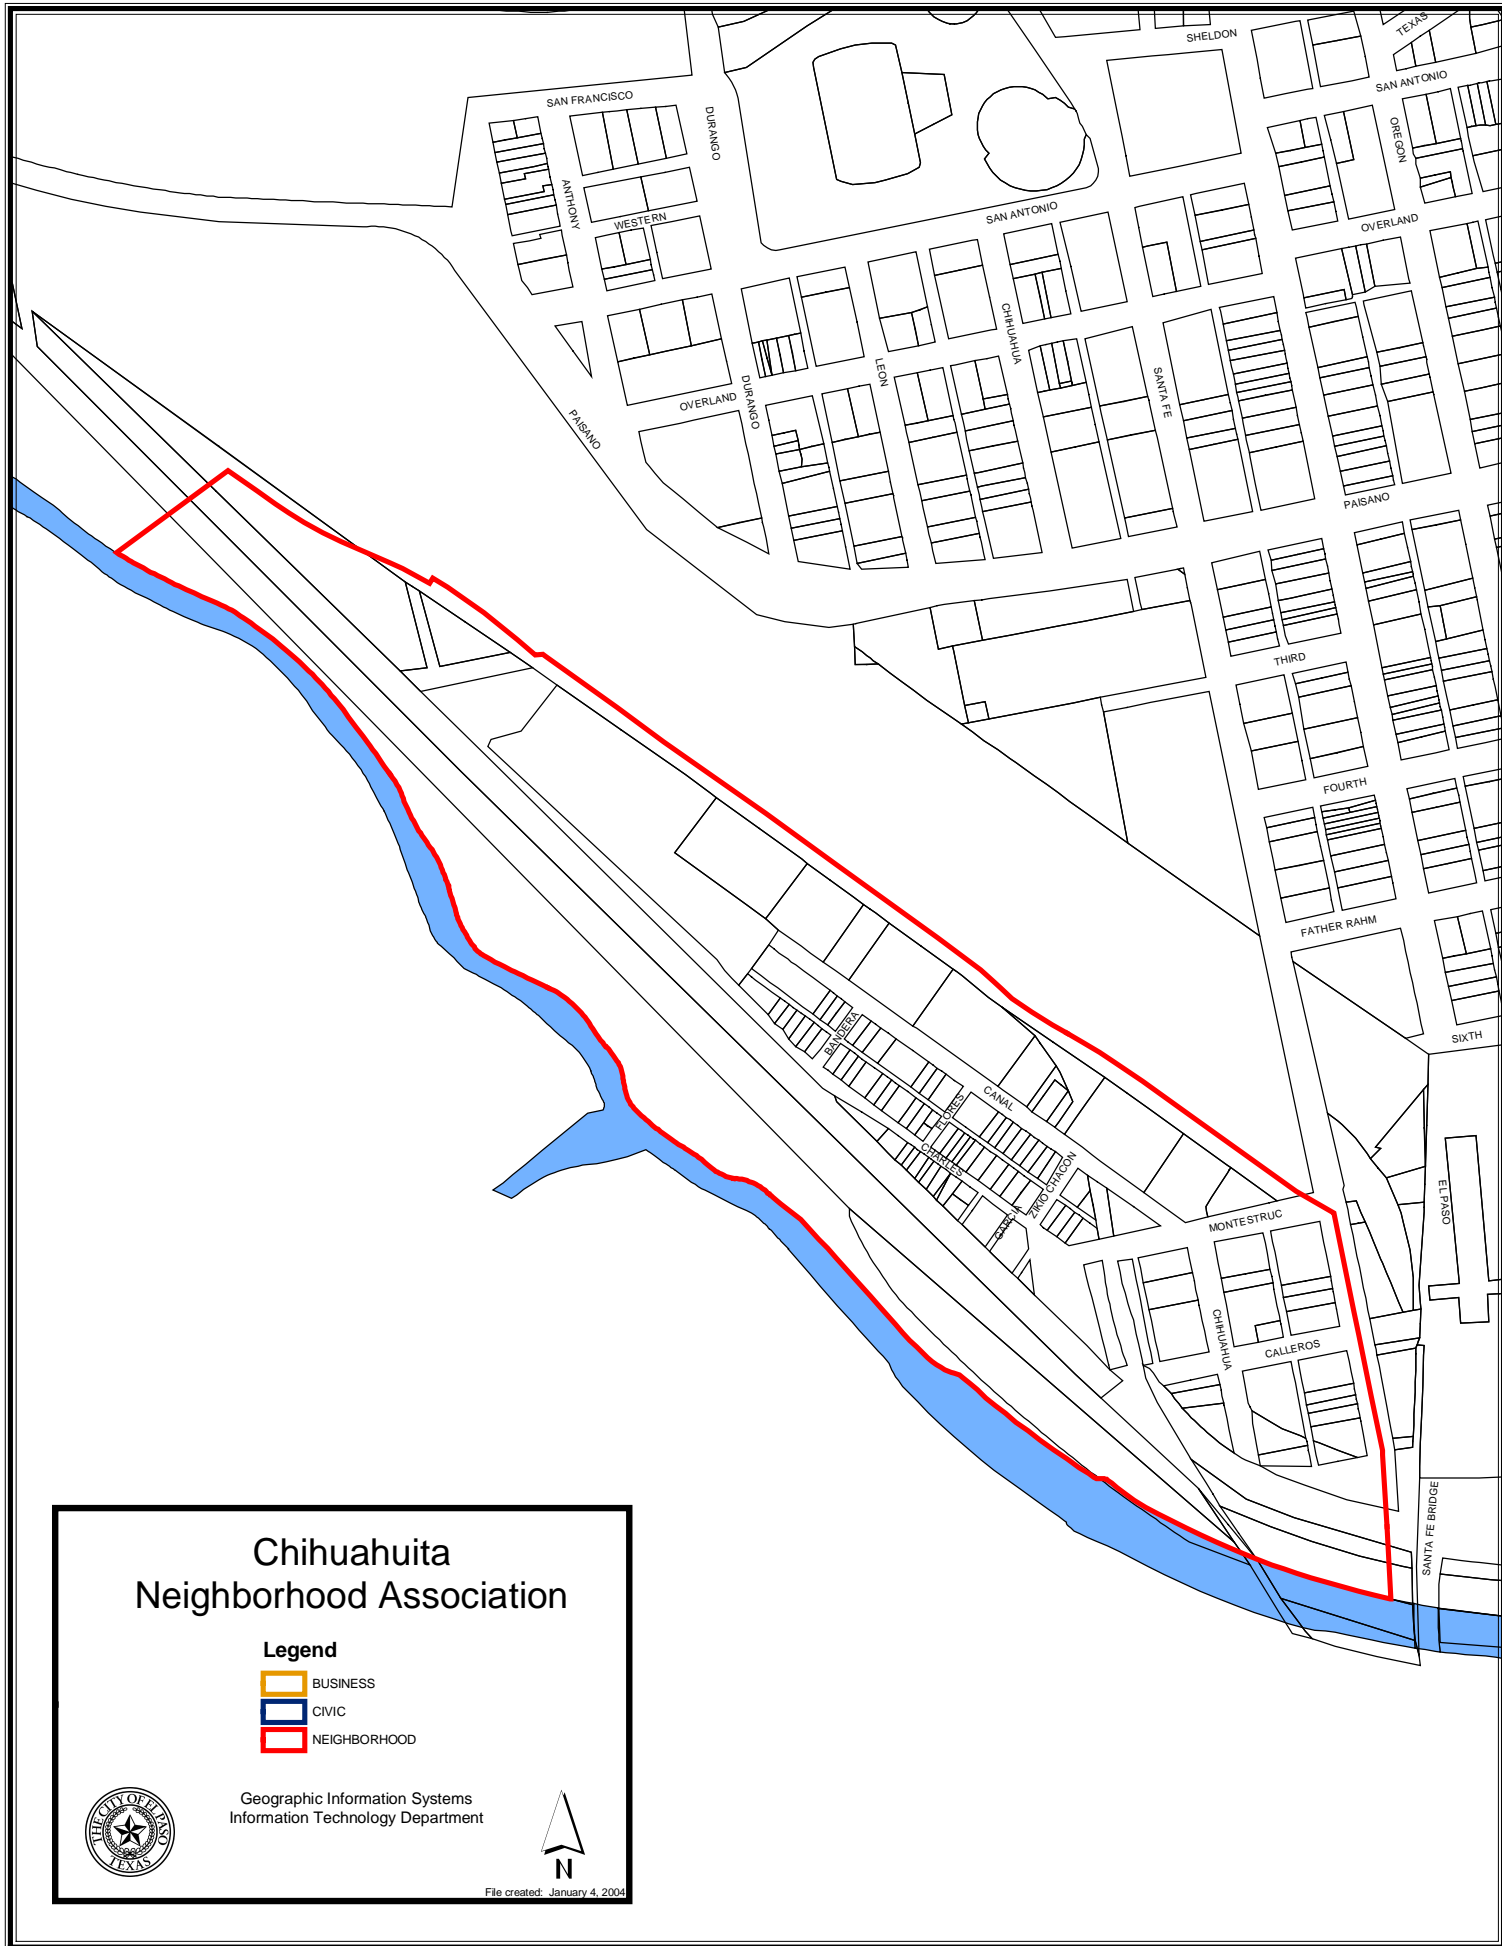 SHELDON
TEXAS
SAN ANTONIO
SAN FRANCISCO
DURANGO
OREGON
ANTHONY
WESTERN
SAN ANTONIO
OVERLAND
CHIHUAHUA
LEON
SANTA FE
OVERLAND
DURANGO
PAISANO
PAISANO
THIRD
FOURTH
FATHER RAHM
SIXTH
BANDERA
CANAL
FLORES
CHARLES
ZIKIO CHACON
GARCIA
MONTESTRUC
EL PASO
CHIHUAHUA
CALLEROS
SANTA FE BRIDGE
Chihuahuita
Neighborhood Association
Legend
BUSINESS
CIVIC
NEIGHBORHOOD
Geographic Information Systems
Information Technology Department
THE CITY OF EL PASO
TEXAS
N
File created: January 4, 2004